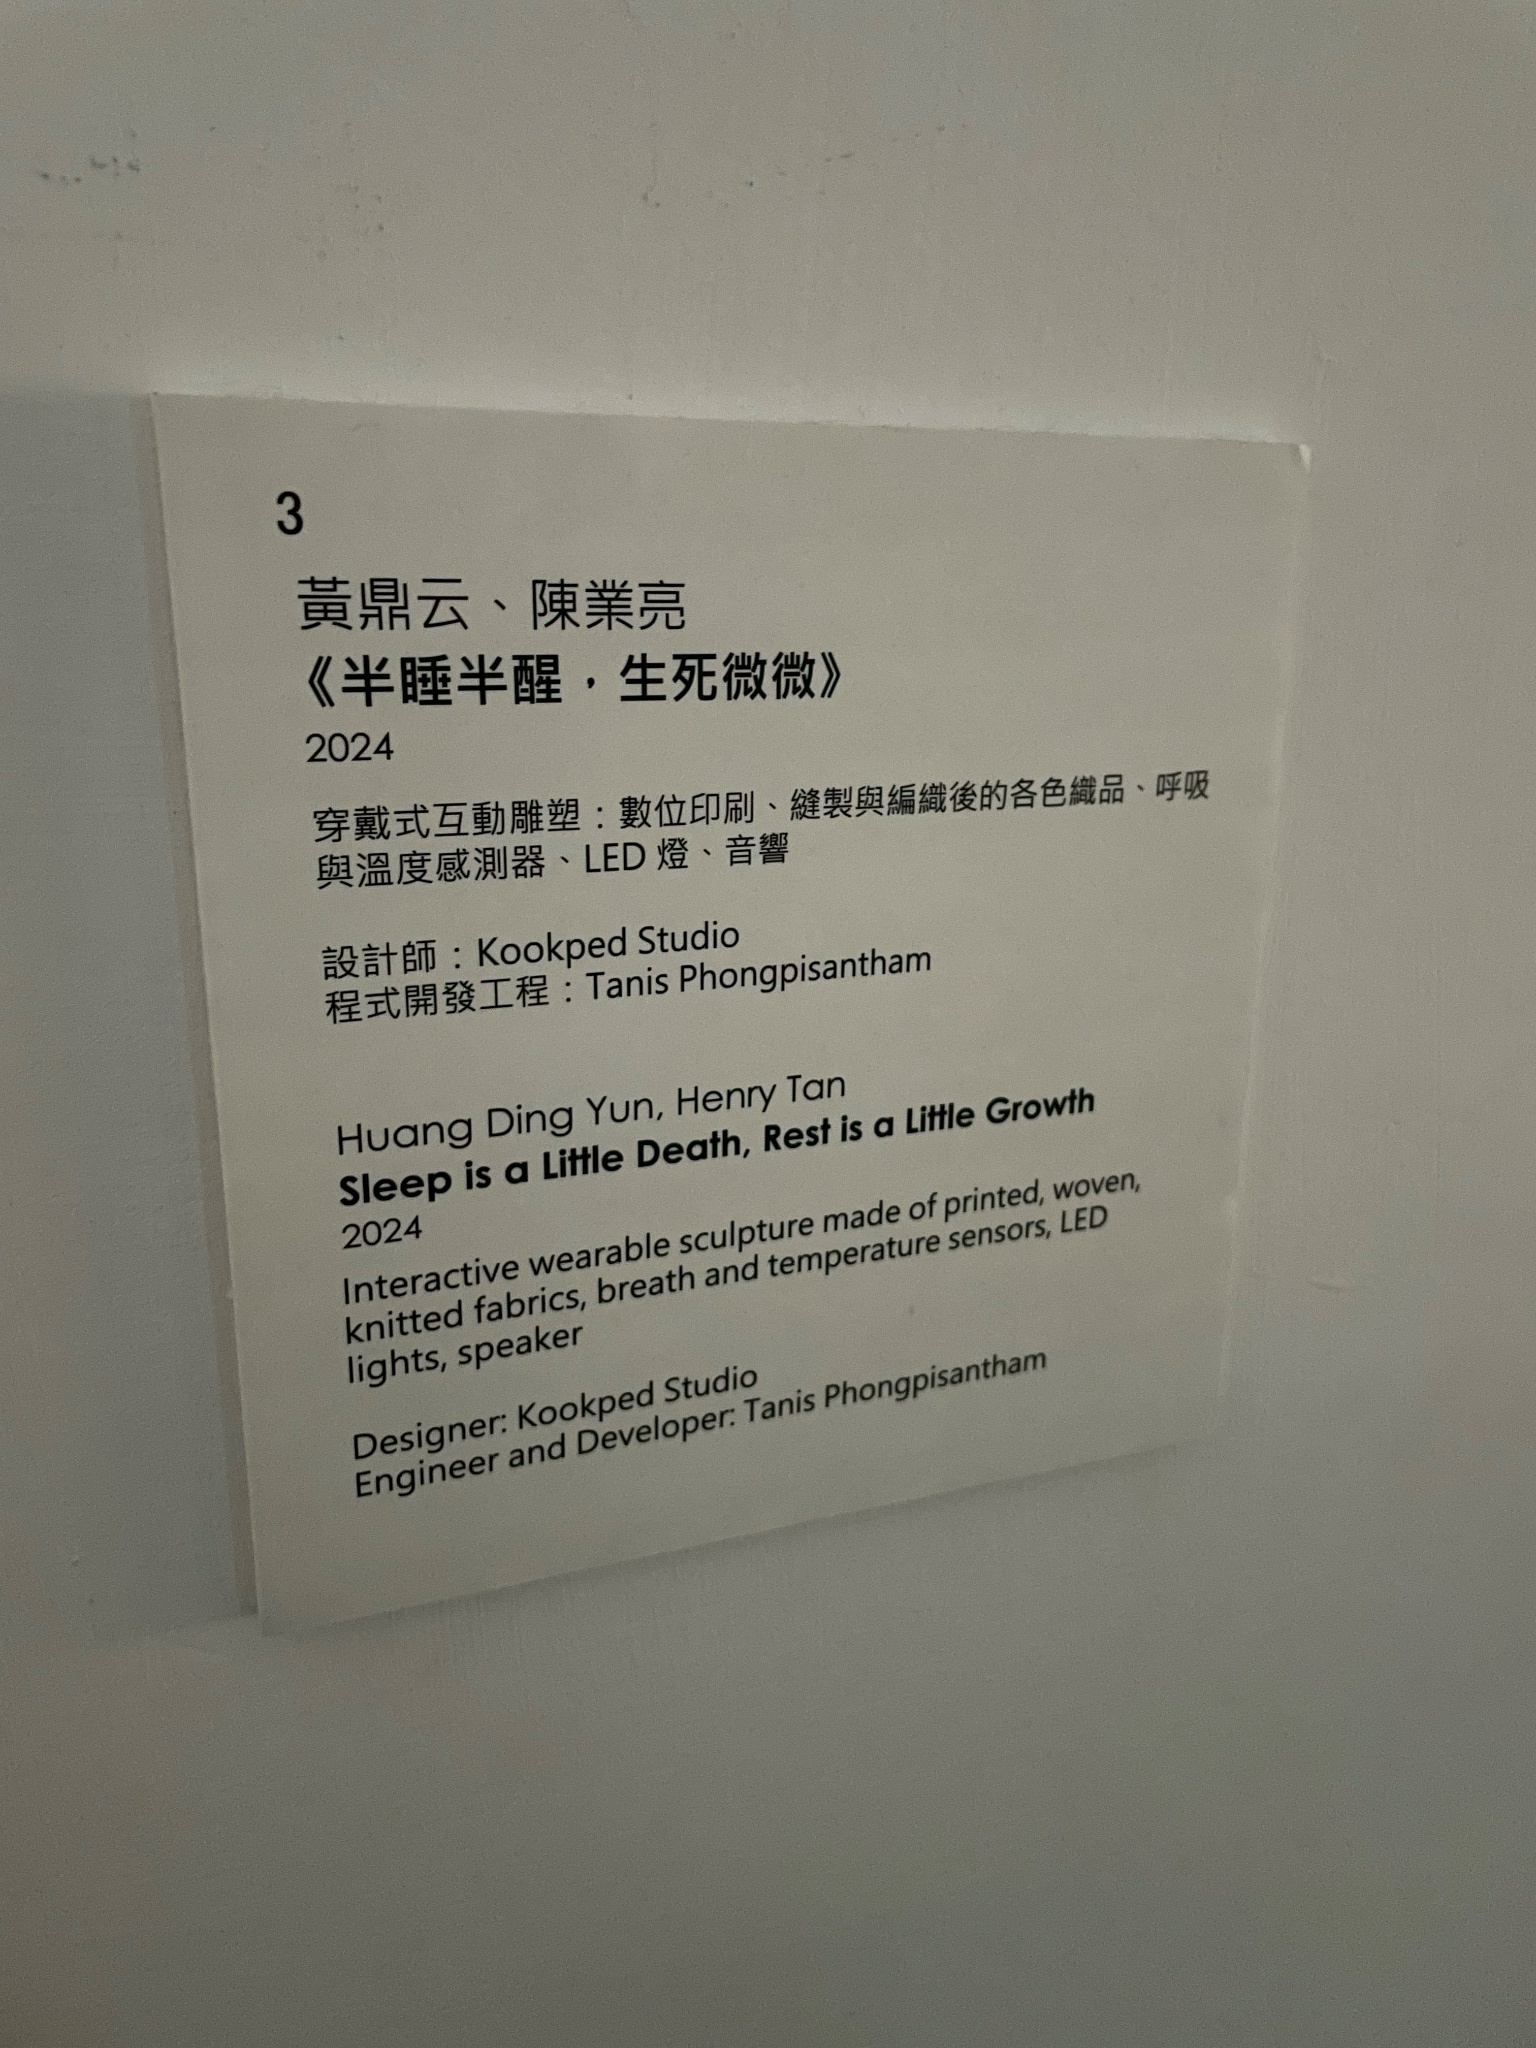 3
黃鼎云、陳業亮
《半睡半醒，生死微微》
2024
穿戴式互動雕塑：數位印刷、縫製與編織後的各色織品、呼吸
與溫度感測器、LED 燈、音響
設計師：Kookped Studio
程式開發工程：Tanis Phongpisantham
Huang Ding Yun, Henry Tan
Sleep is a Little Death, Rest is a Little Growth
2024
Interactive wearable sculpture made of printed, woven,
knitted fabrics, breath and temperature sensors, LED
lights, speaker
Designer: Kookped Studio
Engineer and Developer: Tanis Phongpisantham